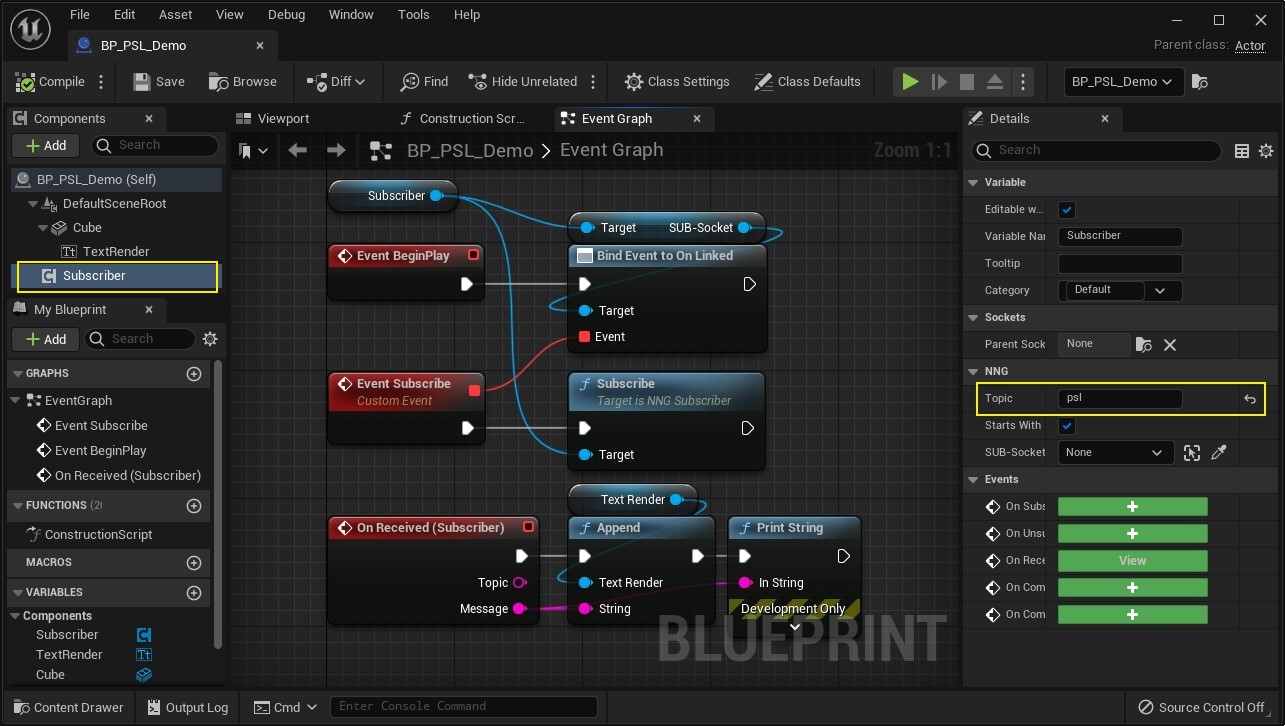 File Edit Asset View Debug Window Tools Help
BP_PSL_Demo
Parent class: Actor
Compile Save Browse Diff Find Hide Unrelated Class Settings Class Defaults BP_PSL_Demo
Components
Add Search
BP_PSL_Demo (Self)
DefaultSceneRoot
Cube
TextRender
Subscriber
My Blueprint
Add Search
GRAPHS
EventGraph
Event Subscribe
Event BeginPlay
On Received (Subscriber)
FUNCTIONS
ConstructionScript
MACROS
VARIABLES
Components
Subscriber
TextRender
Cube
Viewport Construction Scr... Event Graph
BP_PSL_Demo > Event Graph Zoom 1:1
Subscriber
Target SUB-Socket
Event BeginPlay
Bind Event to On Linked
Target
Event
Event Subscribe
Custom Event
Subscribe
Target is NNG Subscriber
Target
Text Render
On Received (Subscriber)
Topic
Message
Append
Text Render
String
Print String
In String
Development Only
BLUEPRINT
Details
Search
Variable
Editable w...
Variable Nar Subscriber
Tooltip
Category Default
Sockets
Parent Sock None
NNG
Topic psl
Starts With
SUB-Socket None
Events
On Subs
On Unsu
On Rece View
On Com
On Com
Content Drawer Output Log Cmd Enter Console Command Source Control Off